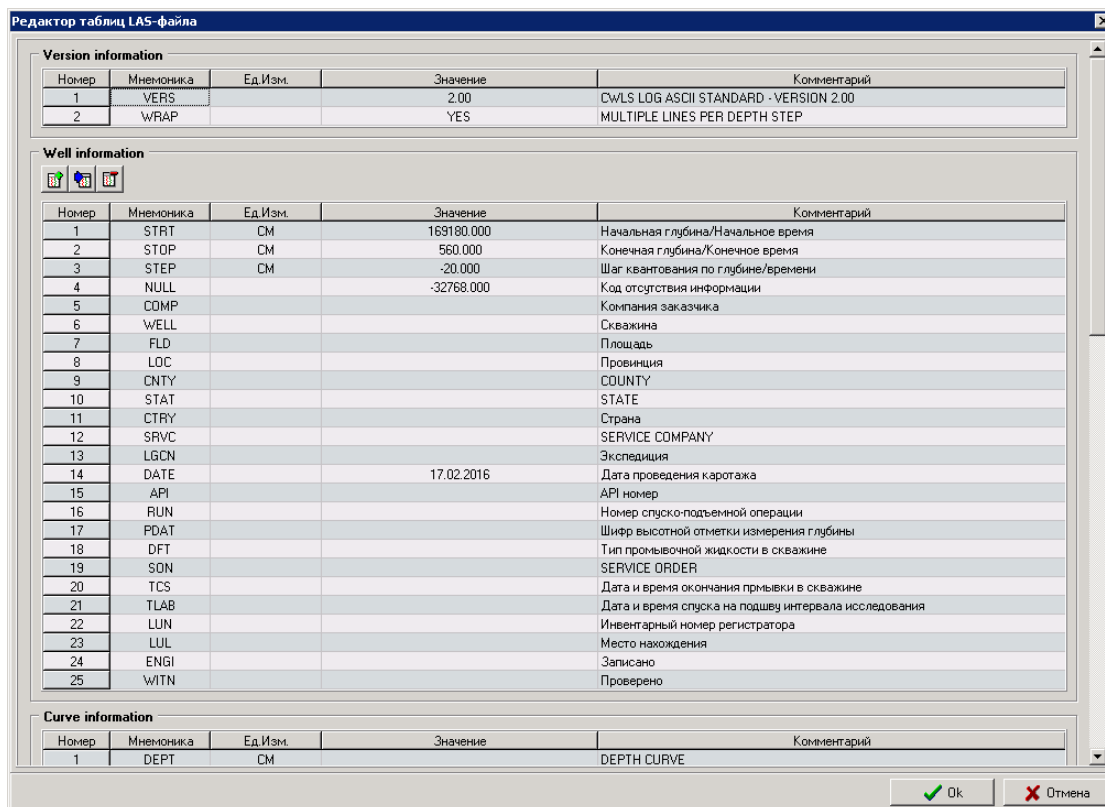 Редактор таблиц LAS-файла
Version information
Номер Мнемоника Ед.Изм. Значение Комментарий
1 VERS 2.00 CWLS LOG ASCII STANDARD - VERSION 2.00
2 WRAP YES MULTIPLE LINES PER DEPTH STEP
Well information
Номер Мнемоника Ед.Изм. Значение Комментарий
1 STRT СМ 169180.000 Начальная глубина/Начальное время
2 STOP СМ 560.000 Конечная глубина/Конечное время
3 STEP СМ -20.000 Шаг квантования по глубине/времени
4 NULL -32768.000 Код отсутствия информации
5 COMP Компания заказчика
6 WELL Скважина
7 FLD Площадь
8 LOC Провинция
9 CNTY COUNTY
10 STAT STATE
11 CTRY Страна
12 SRVC SERVICE COMPANY
13 LGCN Экспедиция
14 DATE 17.02.2016 Дата проведения каротажа
15 API API номер
16 RUN Номер спуско-подъемной операции
17 PDAT Шифр высотной отметки измерения глубины
18 DFT Тип промывочной жидкости в скважине
19 SON SERVICE ORDER
20 TCS Дата и время окончания прмывки в скважине
21 TLAB Дата и время спуска на подшву интервала исследования
22 LUN Инвентарный номер регистратора
23 LUL Место нахождения
24 ENGI Записано
25 WITN Проверено
Curve information
Номер Мнемоника Ед.Изм. Значение Комментарий
1 DEPT СМ DEPTH CURVE
Ok Отмена